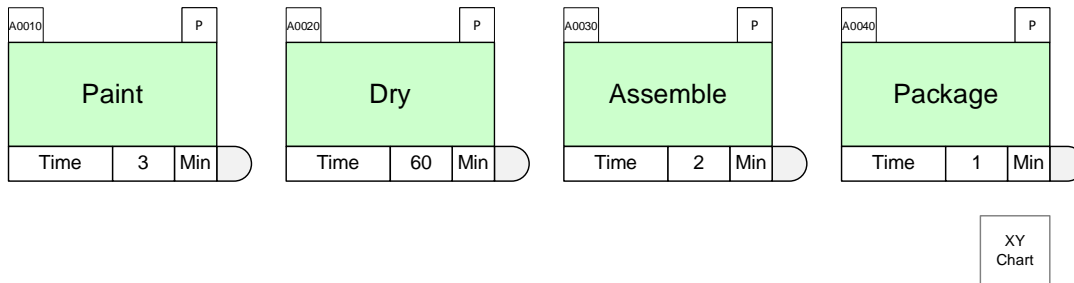 A0010 P
Paint
Time 3 Min
A0020 P
Dry
Time 60 Min
A0030 P
Assemble
Time 2 Min
A0040 P
Package
Time 1 Min
XY
Chart